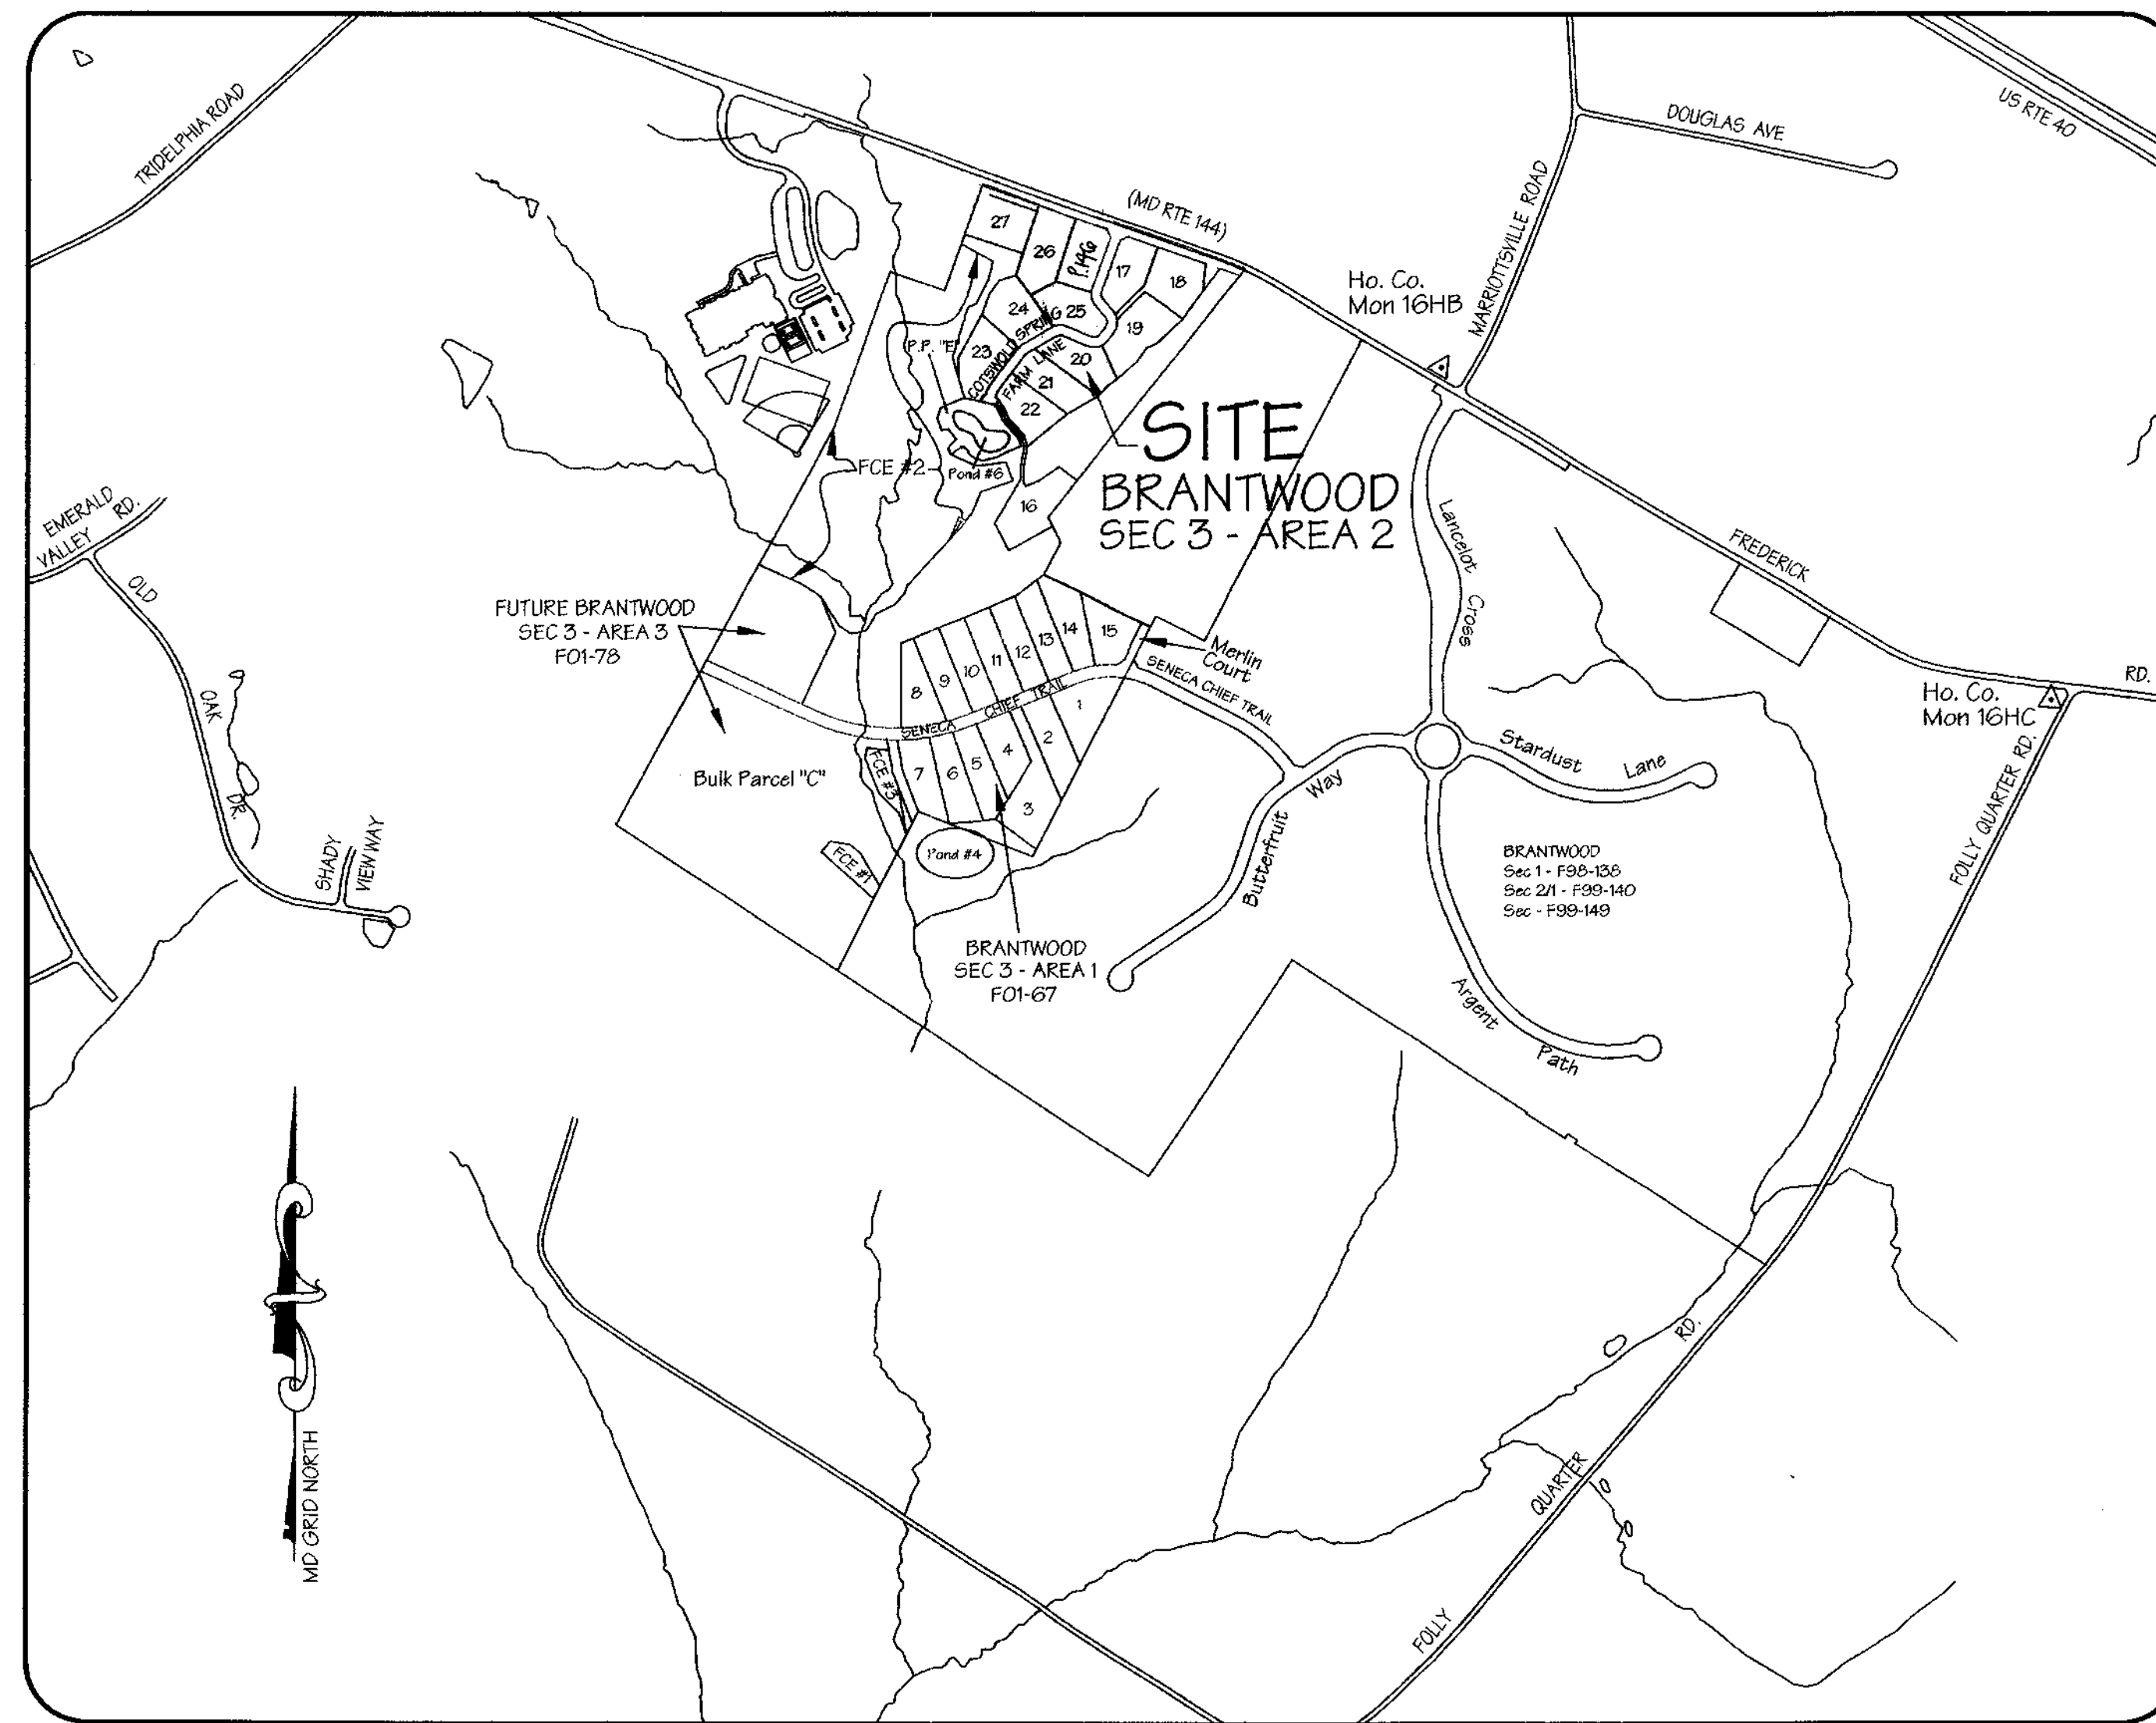 TRIDELPHIA ROAD
DOUGLAS AVE
US RTE 40
(MD RTE 144)
MARRIOTTSVILLE ROAD
27
26
P.196
17
18
24
25
19
23
20
21
22
COTSWOLD SPRING
FARM LANE
P.P. "E"
Ho. Co.
Mon 16HB
SITE
BRANTWOOD
SEC 3 - AREA 2
FCE #2
Pond #6
16
EMERALD
VALLEY RD.
OLD
OAK
DR.
SHADY
VIEW WAY
Lancelot
Cross
FREDERICK
RD.
FUTURE BRANTWOOD
SEC 3 - AREA 3
F01-78
8
9
10
11
12
13
14
15
Merlin
Court
SENECA CHIEF TRAIL
SENECA CHIEF TRAIL
1
2
3
4
5
6
7
Ho. Co.
Mon 16HC
FOLLY QUARTER RD.
Bulk Parcel "C"
FCE #3
FCE #1
Pond #4
Stardust Lane
Butterfruit Way
BRANTWOOD
Sec 1 - F98-138
Sec 2/1 - F99-140
Sec - F99-149
BRANTWOOD
SEC 3 - AREA 1
F01-67
Argent
Path
MD GRID NORTH
FOLLY QUARTER RD.